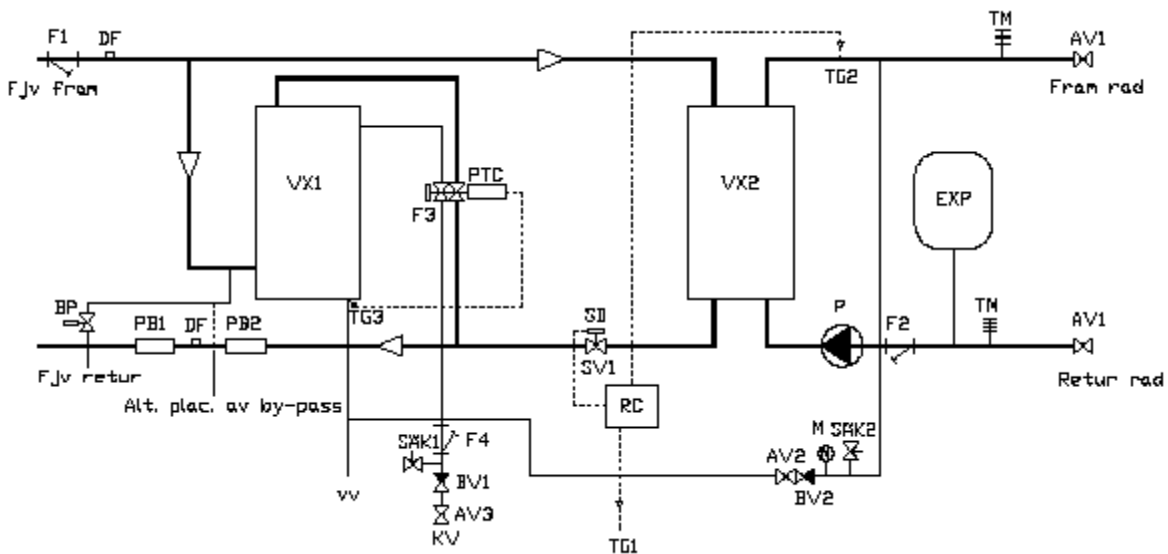 F1
DF
TM
AV1
Fjv fram
TG2
Fram rad
VX1
PTC
VX2
EXP
F3
BP
PB1
DF
PB2
TG3
SD
P
F2
TM
AV1
SV1
Fjv retur
Retur rad
Alt. plac. av by-pass
RC
SÄK1
F4
M
SÄK2
AV2
VV
BV1
BV2
AV3
KV
TG1